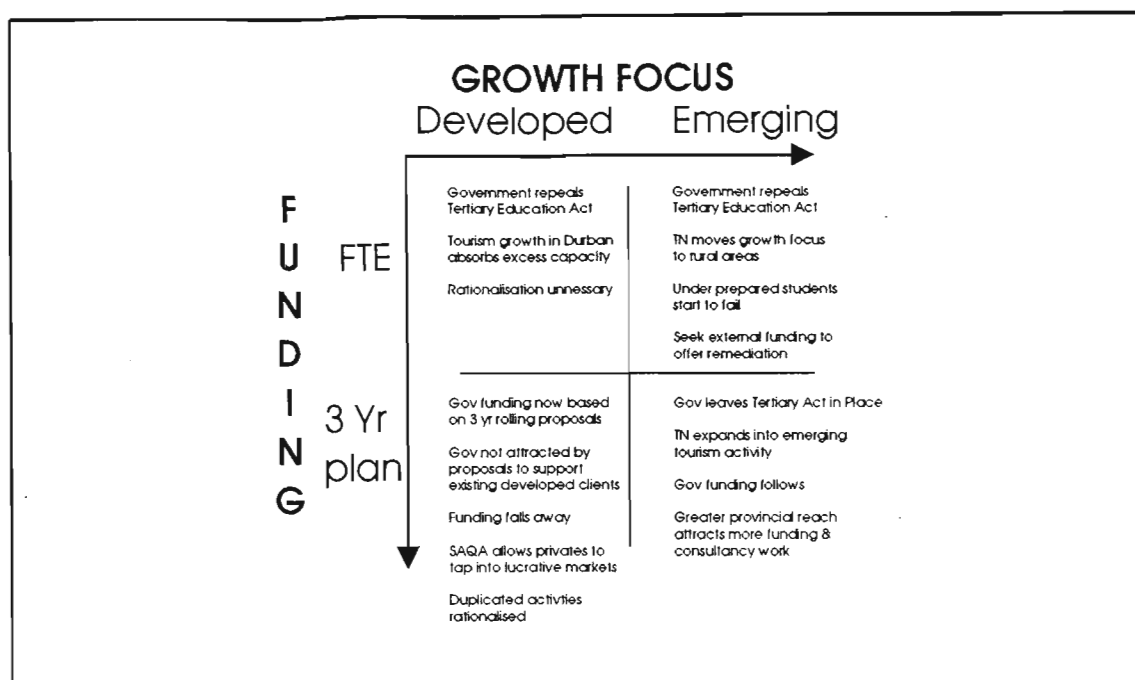 GROWTH FOCUS
Developed
Emerging
FUNDING
FTE
Government repeals
Tertiary Education Act
Tourism growth in Durban
absorbs excess capacity
Rationalisation unnessary
Government repeals
Tertiary Education Act
TN moves growth focus
to rural areas
Under prepared students
start to fail
Seek external funding to
offer remediation
3 Yr
plan
Gov funding now based
on 3 yr rolling proposals
Gov not attracted by
proposals to support
existing developed clients
Funding falls away
SAQA allows privates to
tap into lucrative markets
Duplicated activties
rationalised
Gov leaves Tertiary Act in Place
TN expands into emerging
tourism activity
Gov funding follows
Greater provincial reach
attracts more funding &
consultancy work